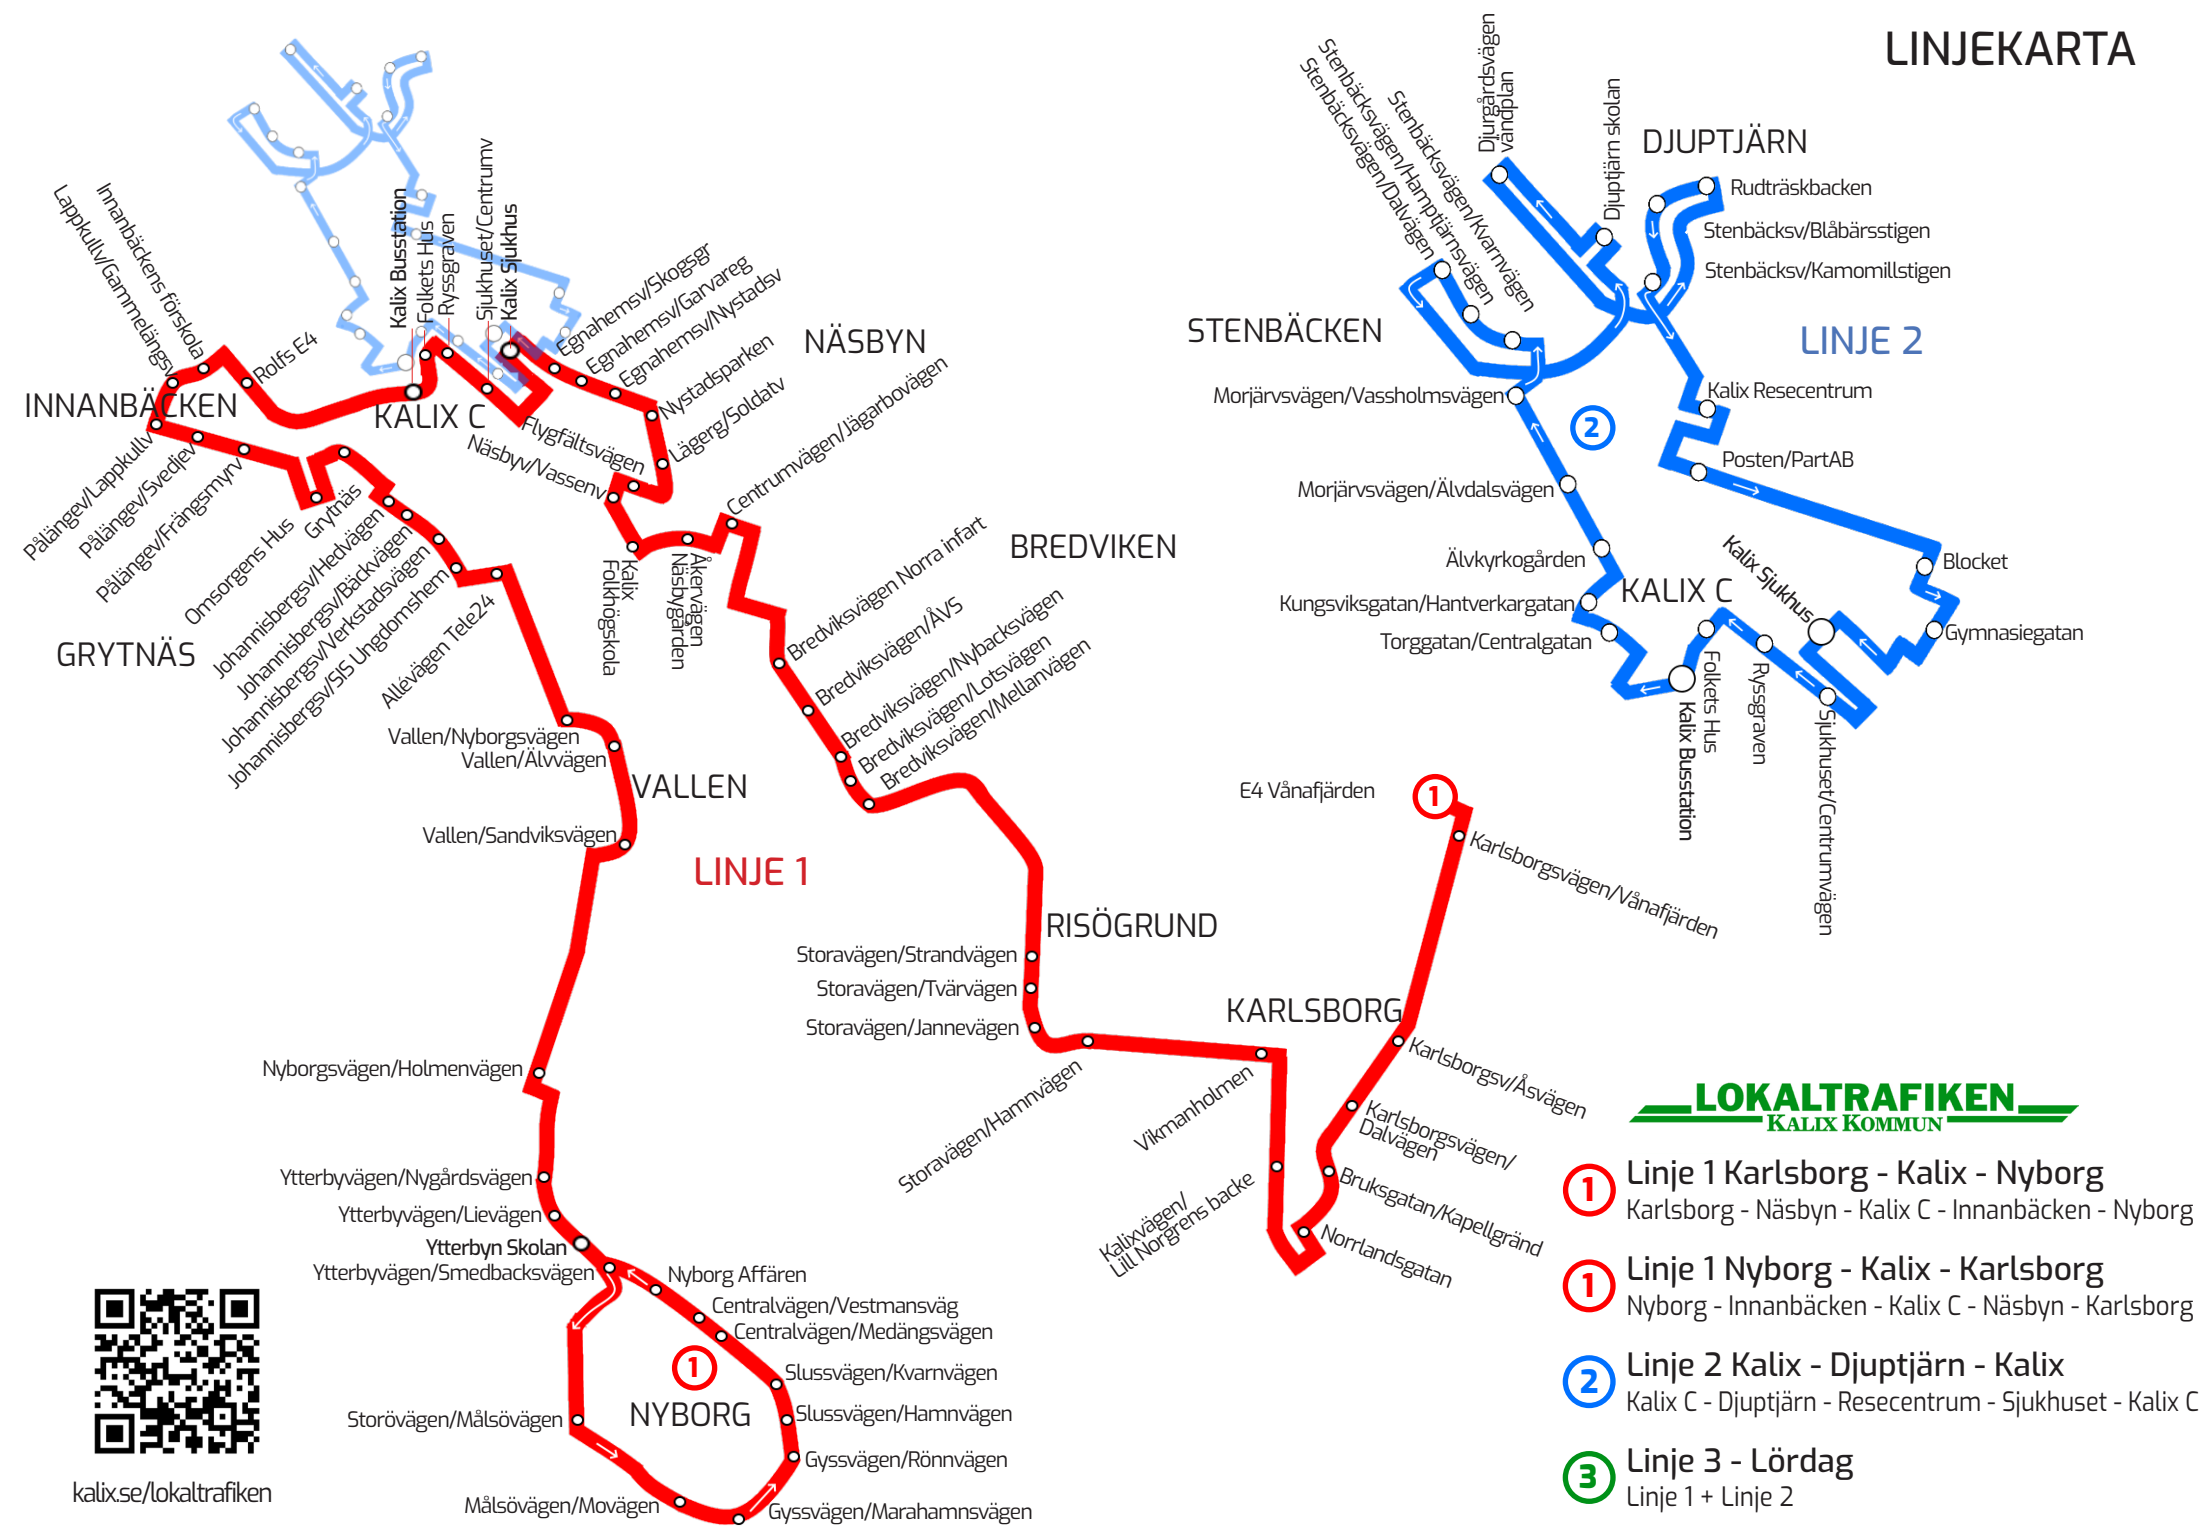 LINJEKARTA
Lappkullv/Gammelängsv
Innanbäckens förskola
Rolfs E4
Kalix Busstation
Folkets Hus
Ryssgraven
Sjukhuset/Centrumv
Kalix Sjukhus
Egnahemsv/Skogsgr
Egnahemsv/Garvareg
Egnahemsv/Nystadsv
Nystadsparken
Lägerg/Soldatv
Centrumvägen/Jägarbovägen
NÄSBYN
INNANBÄCKEN
KALIX C
Flygfältsvägen
Näsbyv/Vassenv
Kalix
Folkhögskola
Åkervägen
Näsbygården
Pålängev/Lappkullv
Pålängev/Svedjev
Pålängev/Frängsmyrv
Omsorgens Hus
Grytnäs
Johannisbergsv/Hedvägen
Johannisbergsv/Bäckvägen
Johannisbergsv/Verkstadsvägen
Johannisbergsv/SIS Ungdomshem
Allévägen Tele24
GRYTNÄS
BREDVIKEN
Bredviksvägen Norra infart
Bredviksvägen/ÅVS
Bredviksvägen/Nybacksvägen
Bredviksvägen/Lotsvägen
Bredviksvägen/Mellanvägen
Vallen/Nyborgsvägen
Vallen/Älvvägen
VALLEN
Vallen/Sandviksvägen
LINJE 1
RISÖGRUND
Storavägen/Strandvägen
Storavägen/Tvärvägen
Storavägen/Jannevägen
Storavägen/Hamnvägen
KARLSBORG
Vikmanholmen
Kalixvägen/
Lill Norgrens backe
E4 Vånafjärden
1
Karlsborgsvägen/Vånafjärden
Karlsborgsv/Åsvägen
Karlsborgsvägen/
Dalvägen
Bruksgatan/Kapellgränd
Norrlandsgatan
Nyborgsvägen/Holmenvägen
Ytterbyvägen/Nygårdsvägen
Ytterbyvägen/Lievägen
Ytterbyn Skolan
Ytterbyvägen/Smedbacksvägen
Nyborg Affären
Centralvägen/Vestmansväg
Centralvägen/Medängsvägen
1
Slussvägen/Kvarnvägen
NYBORG
Slussvägen/Hamnvägen
Storövägen/Målsövägen
Gyssvägen/Rönnvägen
Målsövägen/Movägen
Gyssvägen/Marahamnsvägen
kalix.se/lokaltrafiken
Stenbäcksvägen/Dalvägen
Stenbäcksvägen/Hamptjärnsvägen
Stenbäcksvägen/Kvarnvägen
Djurgårdsvägen
vändplan
Djuptjärn skolan
DJUPTJÄRN
Rudträskbacken
Stenbäcksv/Blåbärsstigen
Stenbäcksv/Kamomillstigen
STENBÄCKEN
LINJE 2
Morjärvsvägen/Vassholmsvägen
2
Kalix Resecentrum
Posten/PartAB
Morjärvsvägen/Älvdalsvägen
Älvkyrkogården
KALIX C
Kalix Sjukhus
Blocket
Kungsviksgatan/Hantverkargatan
Torggatan/Centralgatan
Gymnasiegatan
Kalix Busstation
Folkets Hus
Ryssgraven
Sjukhuset/Centrumvägen
LOKALTRAFIKEN
KALIX KOMMUN
1
Linje 1 Karlsborg - Kalix - Nyborg
Karlsborg - Näsbyn - Kalix C - Innanbäcken - Nyborg
1
Linje 1 Nyborg - Kalix - Karlsborg
Nyborg - Innanbäcken - Kalix C - Näsbyn - Karlsborg
2
Linje 2 Kalix - Djuptjärn - Kalix
Kalix C - Djuptjärn - Resecentrum - Sjukhuset - Kalix C
3
Linje 3 - Lördag
Linje 1 + Linje 2